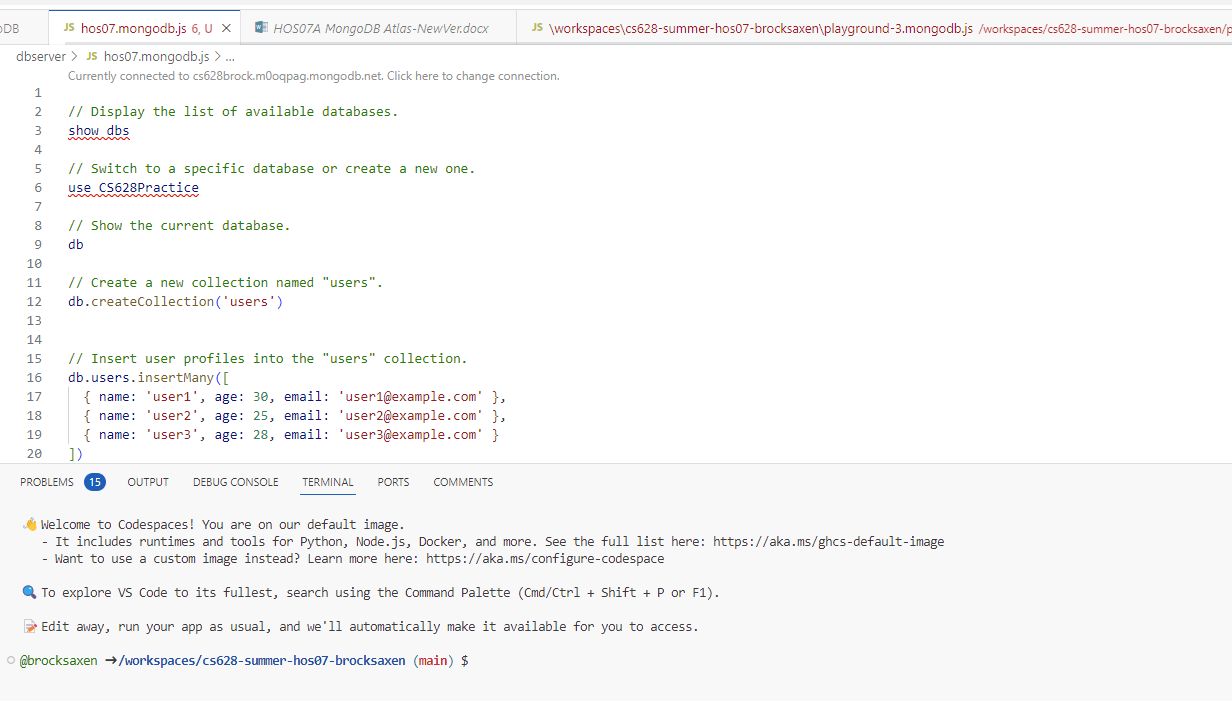 DB
JS hos07.mongodb.js 6, U
HOS07A MongoDB Atlas-NewVer.docx
JS \workspaces\cs628-summer-hos07-brocksaxen\playground-3.mongodb.js /workspaces/cs628-summer-hos07-brocksaxen/p
dbserver > JS hos07.mongodb.js > ...
Currently connected to cs628brock.m0oqpag.mongodb.net. Click here to change connection.
1
2 // Display the list of available databases.
3 show dbs
4
5 // Switch to a specific database or create a new one.
6 use CS628Practice
7
8 // Show the current database.
9 db
10
11 // Create a new collection named "users".
12 db.createCollection('users')
13
14
15 // Insert user profiles into the "users" collection.
16 db.users.insertMany([
17 { name: 'user1', age: 30, email: 'user1@example.com' },
18 { name: 'user2', age: 25, email: 'user2@example.com' },
19 { name: 'user3', age: 28, email: 'user3@example.com' }
20 ])
PROBLEMS 15 OUTPUT DEBUG CONSOLE TERMINAL PORTS COMMENTS
👋 Welcome to Codespaces! You are on our default image.
- It includes runtimes and tools for Python, Node.js, Docker, and more. See the full list here: https://aka.ms/ghcs-default-image
- Want to use a custom image instead? Learn more here: https://aka.ms/configure-codespace
🔍 To explore VS Code to its fullest, search using the Command Palette (Cmd/Ctrl + Shift + P or F1).
📝 Edit away, run your app as usual, and we'll automatically make it available for you to access.
@brocksaxen ➜/workspaces/cs628-summer-hos07-brocksaxen (main) $